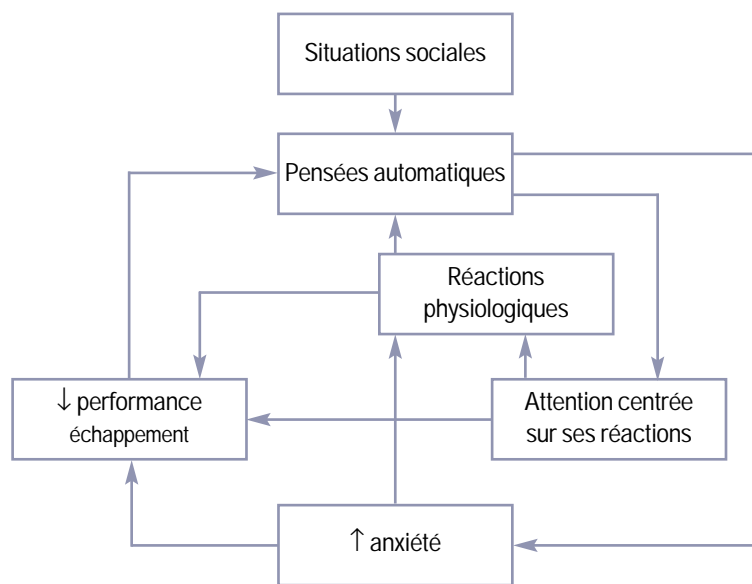 Situations sociales
Pensées automatiques
Réactions
physiologiques
↓ performance
échappement
Attention centrée
sur ses réactions
↑ anxiété